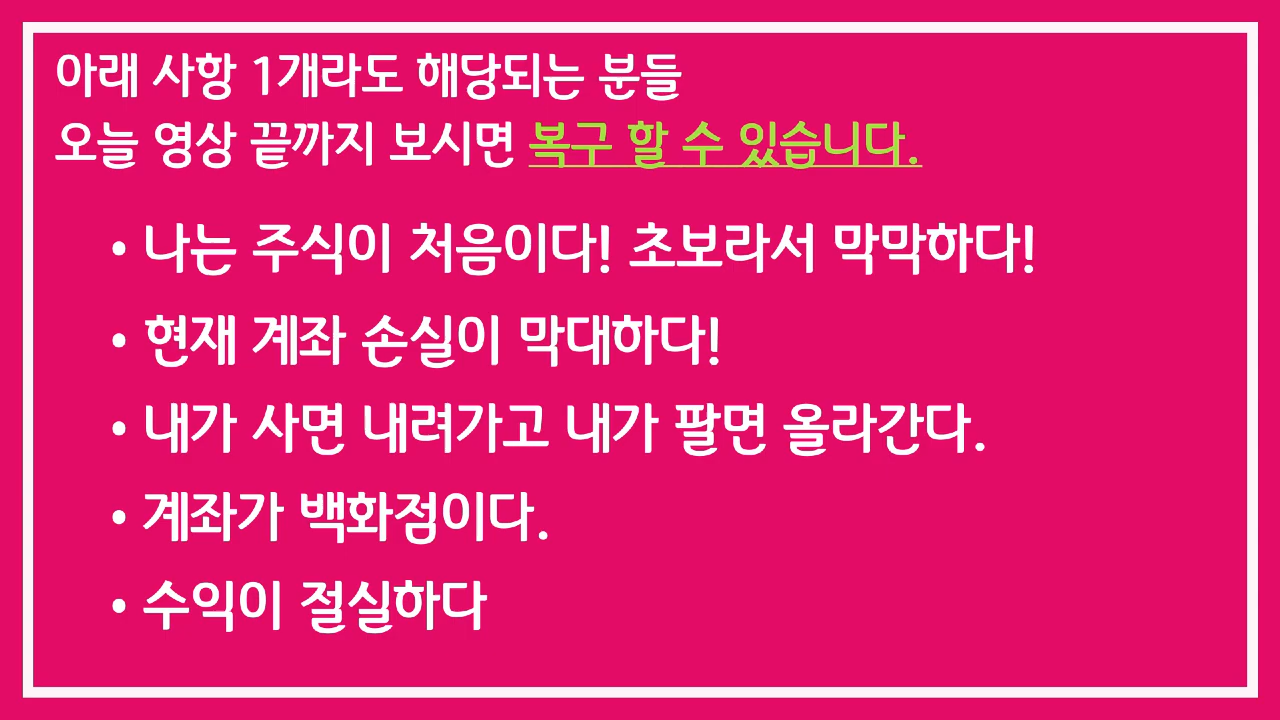 아래 사항 1개라도 해당되는 분들
오늘 영상 끝까지 보시면 복구 할 수 있습니다.
• 나는 주식이 처음이다! 초보라서 막막하다!
• 현재 계좌 손실이 막대하다!
• 내가 사면 내려가고 내가 팔면 올라간다.
• 계좌가 백화점이다.
• 수익이 절실하다